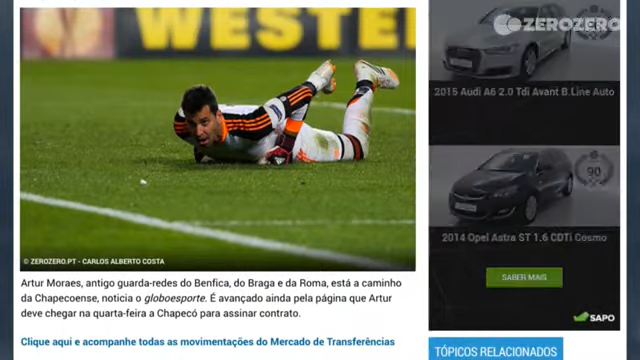 WESTE
ZEROZERO
2015 Audi A6 2.0 Tdi Avant B.Line Auto
90
2014 Opel Astra ST 1.6 CDTi Cosmo
© ZEROZERO.PT - CARLOS ALBERTO COSTA
SABER MAIS
SAPO
Artur Moraes, antigo guarda-redes do Benfica, do Braga e da Roma, está a caminho
da Chapecoense, noticia o globoesporte. É avançado ainda pela página que Artur
deve chegar na quarta-feira a Chapecó para assinar contrato.
Clique aqui e acompanhe todas as movimentações do Mercado de Transferências
TÓPICOS RELACIONADOS